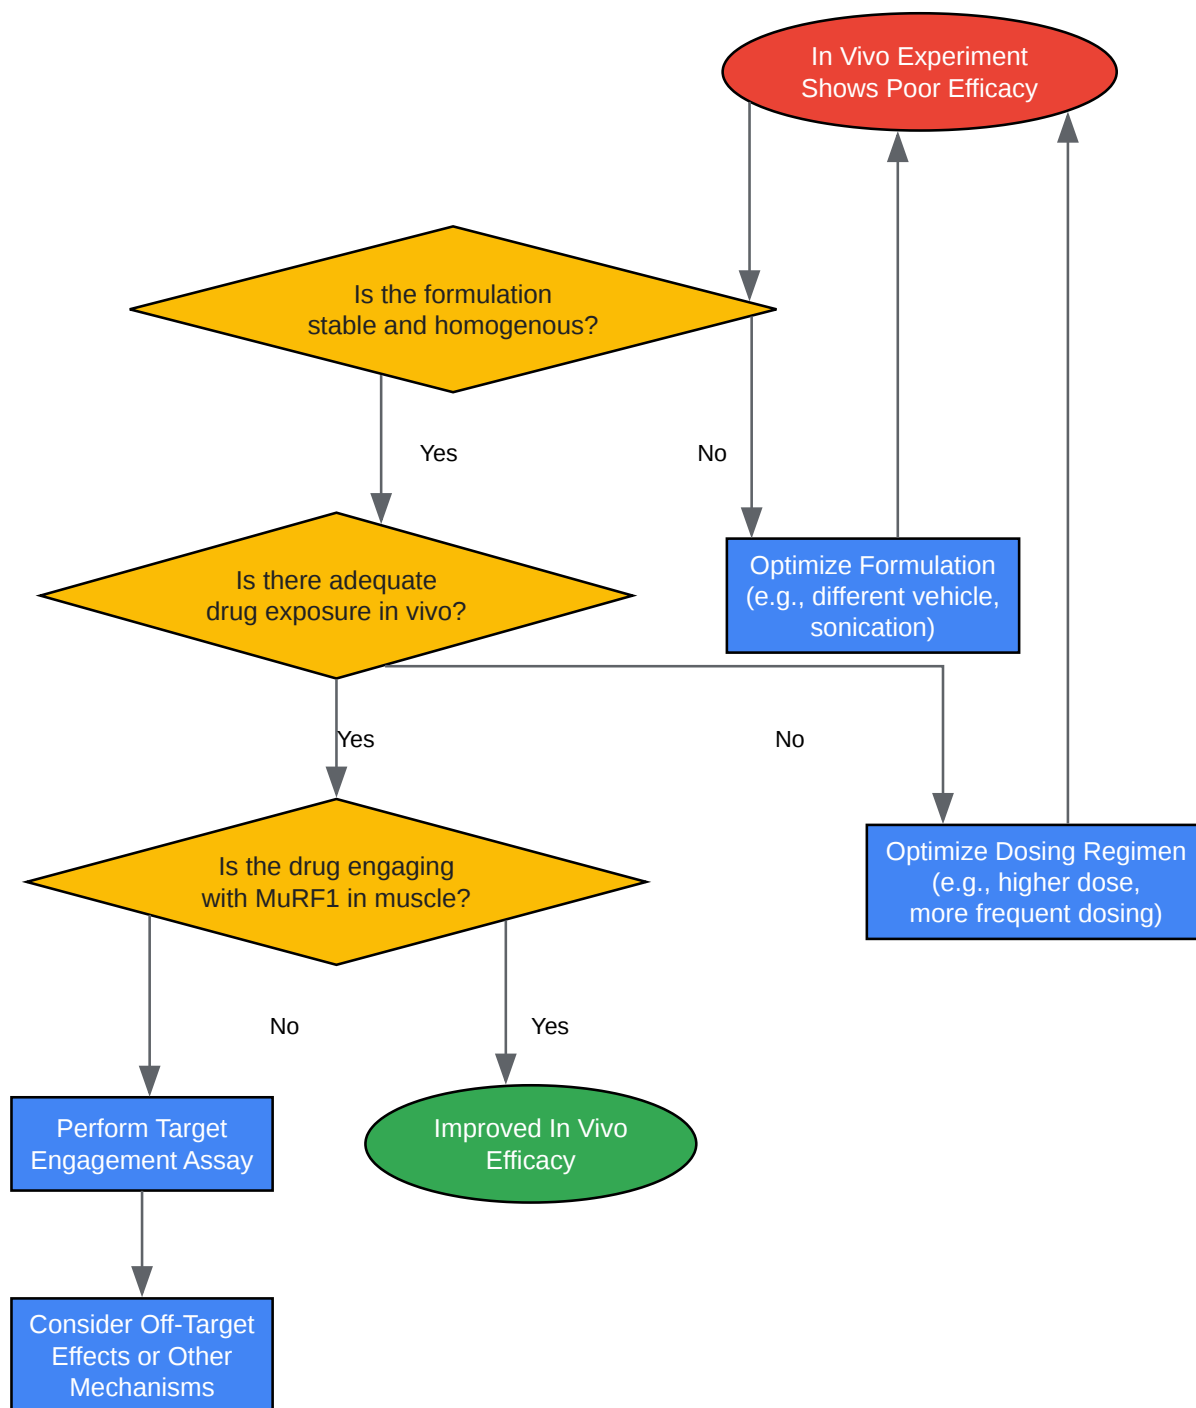 In Vivo Experiment
Shows Poor Efficacy
Is the formulation
stable and homogenous?
Yes
No
Optimize Formulation
(e.g., different vehicle,
sonication)
Is there adequate
drug exposure in vivo?
Yes
No
Optimize Dosing Regimen
(e.g., higher dose,
more frequent dosing)
Is the drug engaging
with MuRF1 in muscle?
No
Yes
Perform Target
Engagement Assay
Improved In Vivo
Efficacy
Consider Off-Target
Effects or Other
Mechanisms